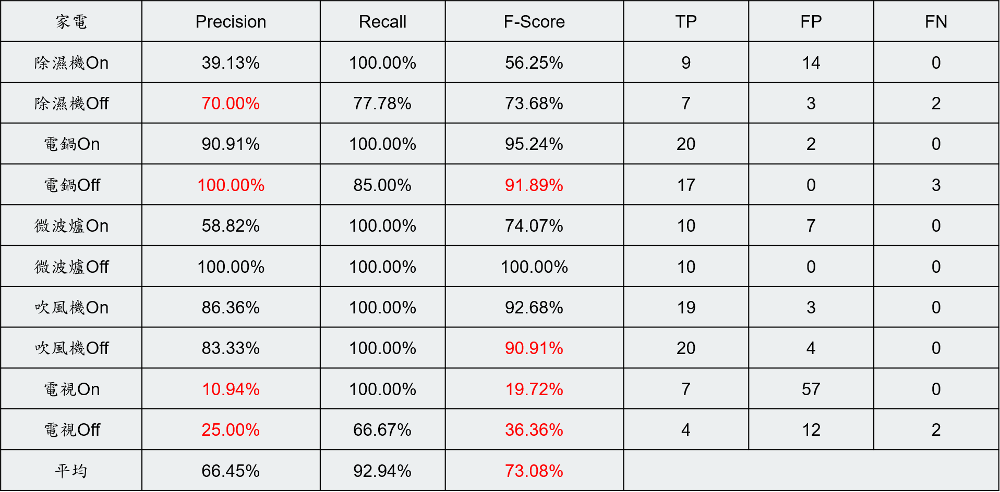 家電 Precision Recall F-Score TP FP FN
除濕機On 39.13% 100.00% 56.25% 9 14 0
除濕機Off 70.00% 77.78% 73.68% 7 3 2
電鍋On 90.91% 100.00% 95.24% 20 2 0
電鍋Off 100.00% 85.00% 91.89% 17 0 3
微波爐On 58.82% 100.00% 74.07% 10 7 0
微波爐Off 100.00% 100.00% 100.00% 10 0 0
吹風機On 86.36% 100.00% 92.68% 19 3 0
吹風機Off 83.33% 100.00% 90.91% 20 4 0
電視On 10.94% 100.00% 19.72% 7 57 0
電視Off 25.00% 66.67% 36.36% 4 12 2
平均 66.45% 92.94% 73.08%